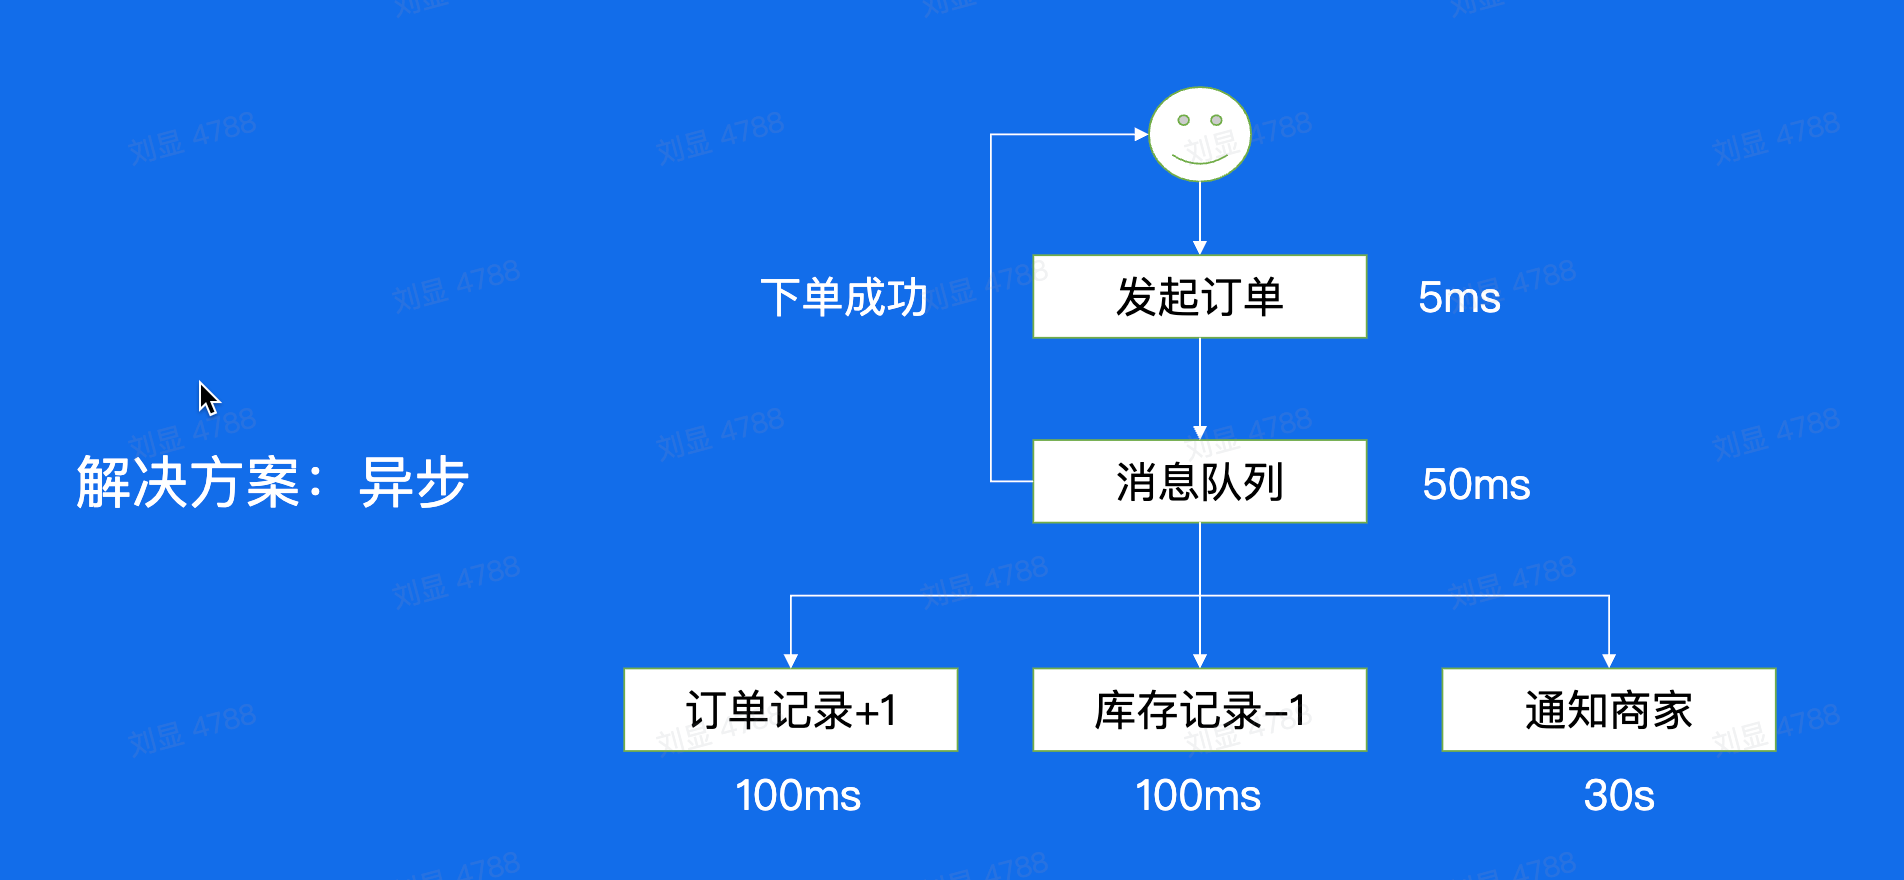 发起订单
5ms
下单成功
消息队列
50ms
解决方案：异步
订单记录+1
库存记录-1
通知商家
100ms
100ms
30s
刘显 4788